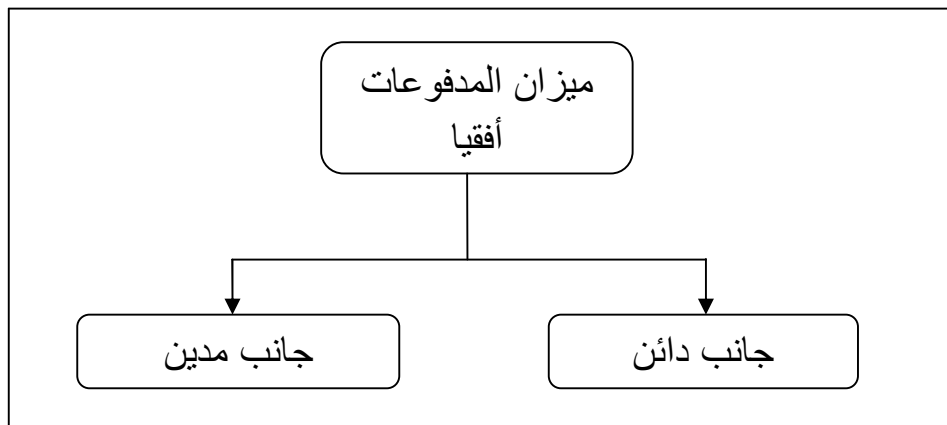 ميزان المدفوعات
أفقيا
جانب دائن
جانب مدين